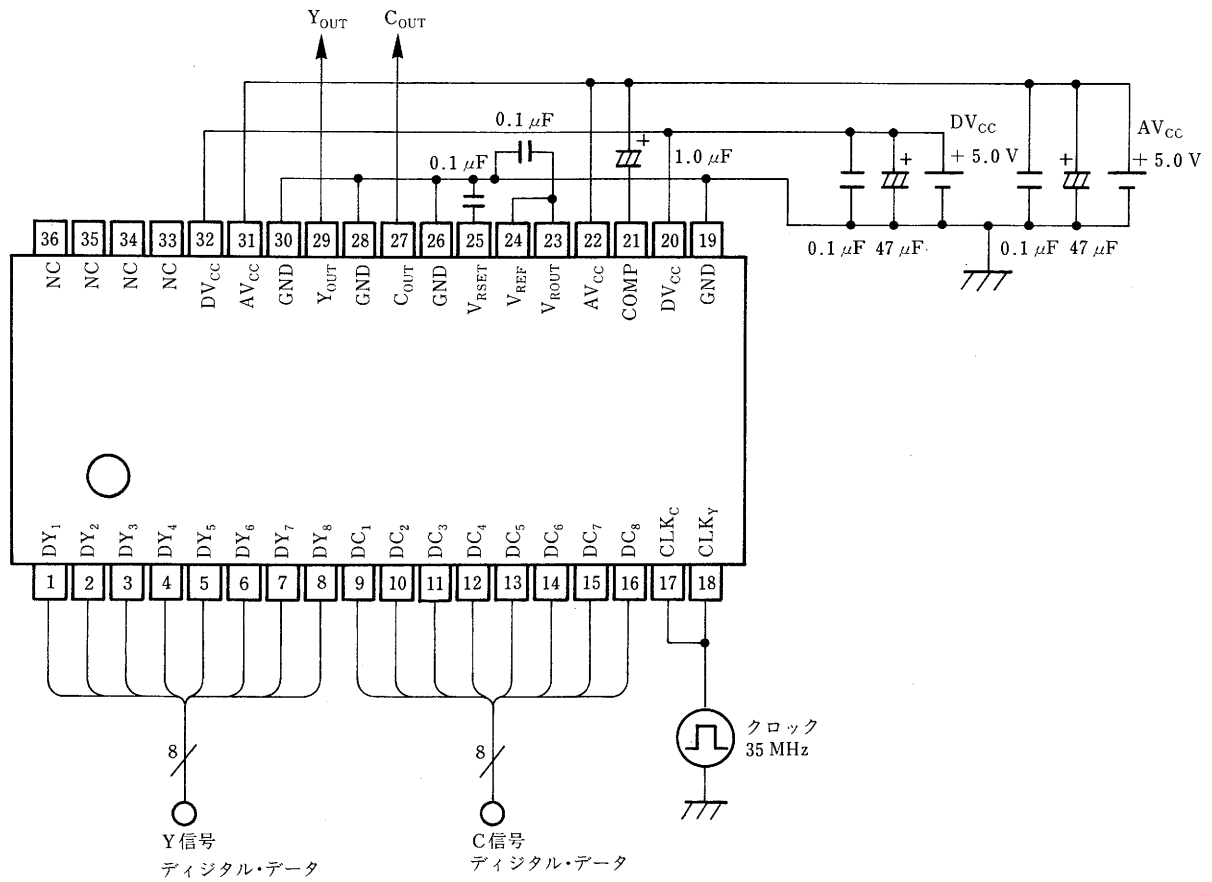 Y_OUT C_OUT
0.1 μF
DV_CC
AV_CC
0.1 μF
+
1.0 μF
+
+ 5.0 V
+
+ 5.0 V
0.1 μF 47 μF
0.1 μF 47 μF
36 35 34 33 32 31 30 29 28 27 26 25 24 23 22 21 20 19
NC NC NC NC DV_CC AV_CC GND Y_OUT GND C_OUT GND V_RSET V_REF V_ROUT AV_CC COMP DV_CC GND
DY_1 DY_2 DY_3 DY_4 DY_5 DY_6 DY_7 DY_8 DC_1 DC_2 DC_3 DC_4 DC_5 DC_6 DC_7 DC_8 CLK_C CLK_Y
1 2 3 4 5 6 7 8 9 10 11 12 13 14 15 16 17 18
クロック
35 MHz
8
8
Y信号
ディジタル・データ
C信号
ディジタル・データ